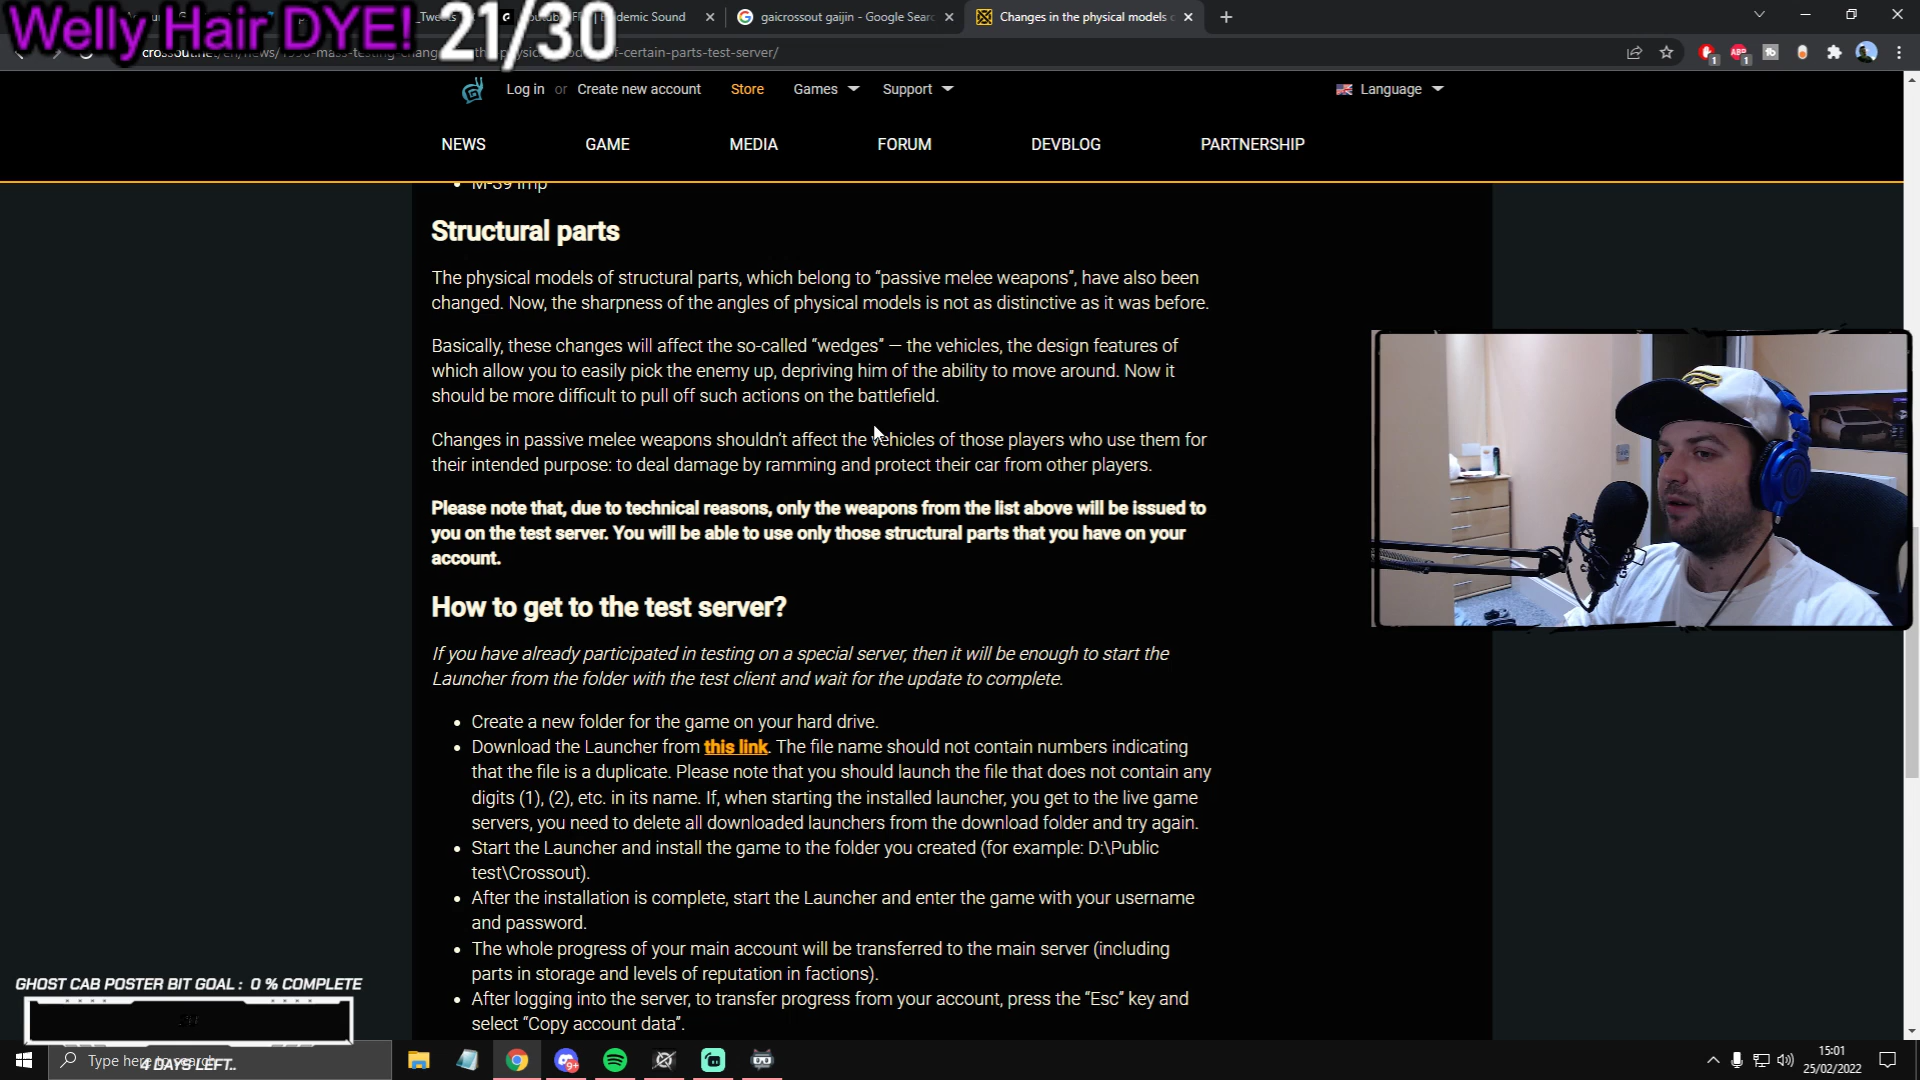 Welly Hair DYE! 21/30
idemic Sound
gaicrossout gaijin - Google Sear
Changes in the physical models
Log in or Create new account Store Games Support Language
NEWS GAME MEDIA FORUM DEVBLOG PARTNERSHIP
M-39 Imp
Structural parts
The physical models of structural parts, which belong to “passive melee weapons”, have also been
changed. Now, the sharpness of the angles of physical models is not as distinctive as it was before.
Basically, these changes will affect the so-called “wedges” — the vehicles, the design features of
which allow you to easily pick the enemy up, depriving him of the ability to move around. Now it
should be more difficult to pull off such actions on the battlefield.
Changes in passive melee weapons shouldn’t affect the vehicles of those players who use them for
their intended purpose: to deal damage by ramming and protect their car from other players.
Please note that, due to technical reasons, only the weapons from the list above will be issued to
you on the test server. You will be able to use only those structural parts that you have on your
account.
How to get to the test server?
If you have already participated in testing on a special server, then it will be enough to start the
Launcher from the folder with the test client and wait for the update to complete.
Create a new folder for the game on your hard drive.
Download the Launcher from this link. The file name should not contain numbers indicating
that the file is a duplicate. Please note that you should launch the file that does not contain any
digits (1), (2), etc. in its name. If, when starting the installed launcher, you get to the live game
servers, you need to delete all downloaded launchers from the download folder and try again.
Start the Launcher and install the game to the folder you created (for example: D:\Public
test\Crossout).
After the installation is complete, start the Launcher and enter the game with your username
and password.
The whole progress of your main account will be transferred to the main server (including
parts in storage and levels of reputation in factions).
After logging into the server, to transfer progress from your account, press the “Esc” key and
select “Copy account data”.
GHOST CAB POSTER BIT GOAL : 0 % COMPLETE
4 DAYS LEFT..
Type here to search
15:01
25/02/2022